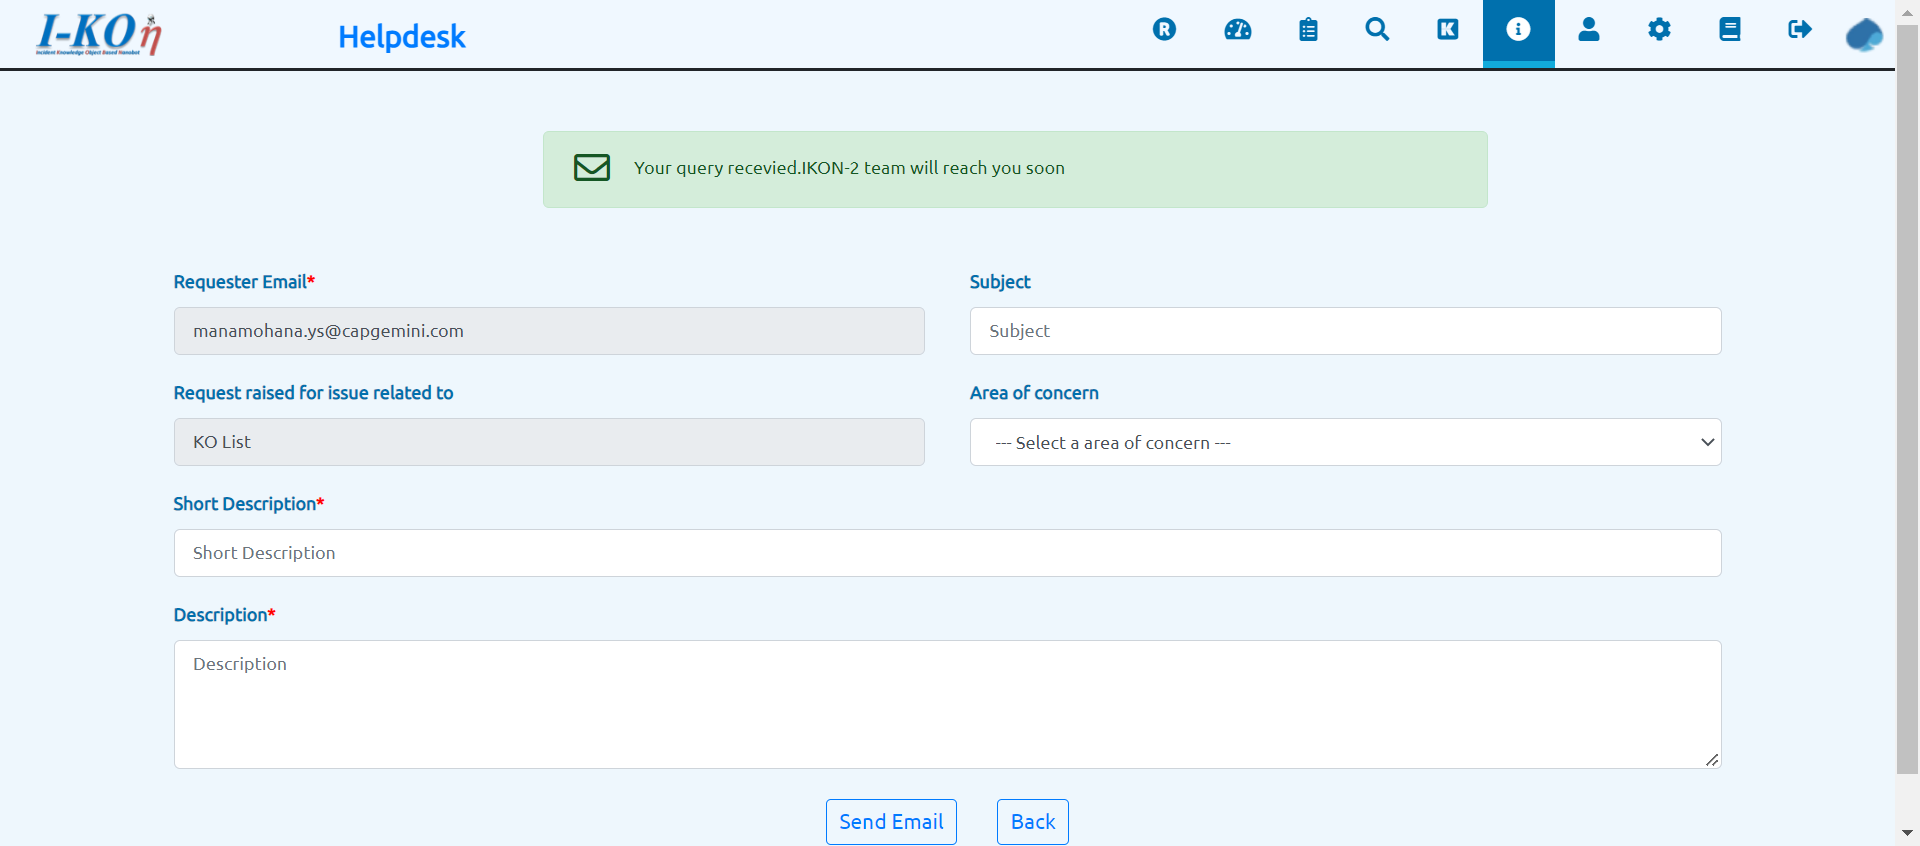 I-KOη
Incident Knowledge Object Based Nanobot
Helpdesk
R
K
Your query recevied.IKON-2 team will reach you soon
Requester Email*
Subject
manamohana.ys@capgemini.com
Subject
Request raised for issue related to
Area of concern
KO List
--- Select a area of concern ---
Short Description*
Short Description
Description*
Description
Send Email
Back